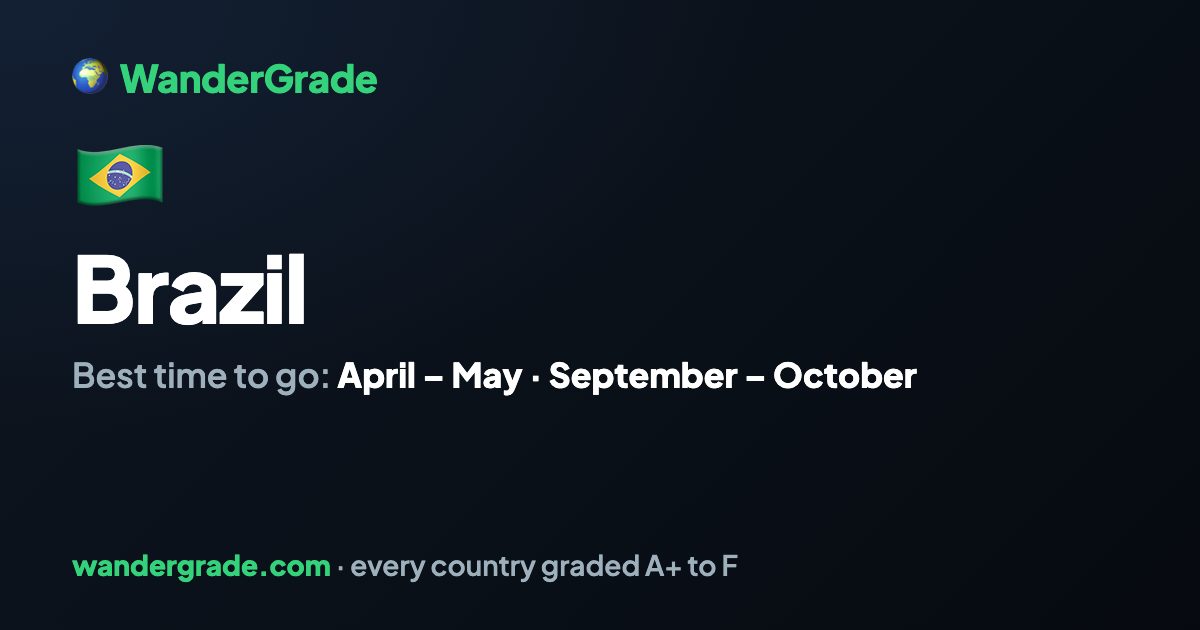 WanderGrade
Brazil
Best time to go: April – May · September – October
wandergrade.com · every country graded A+ to F